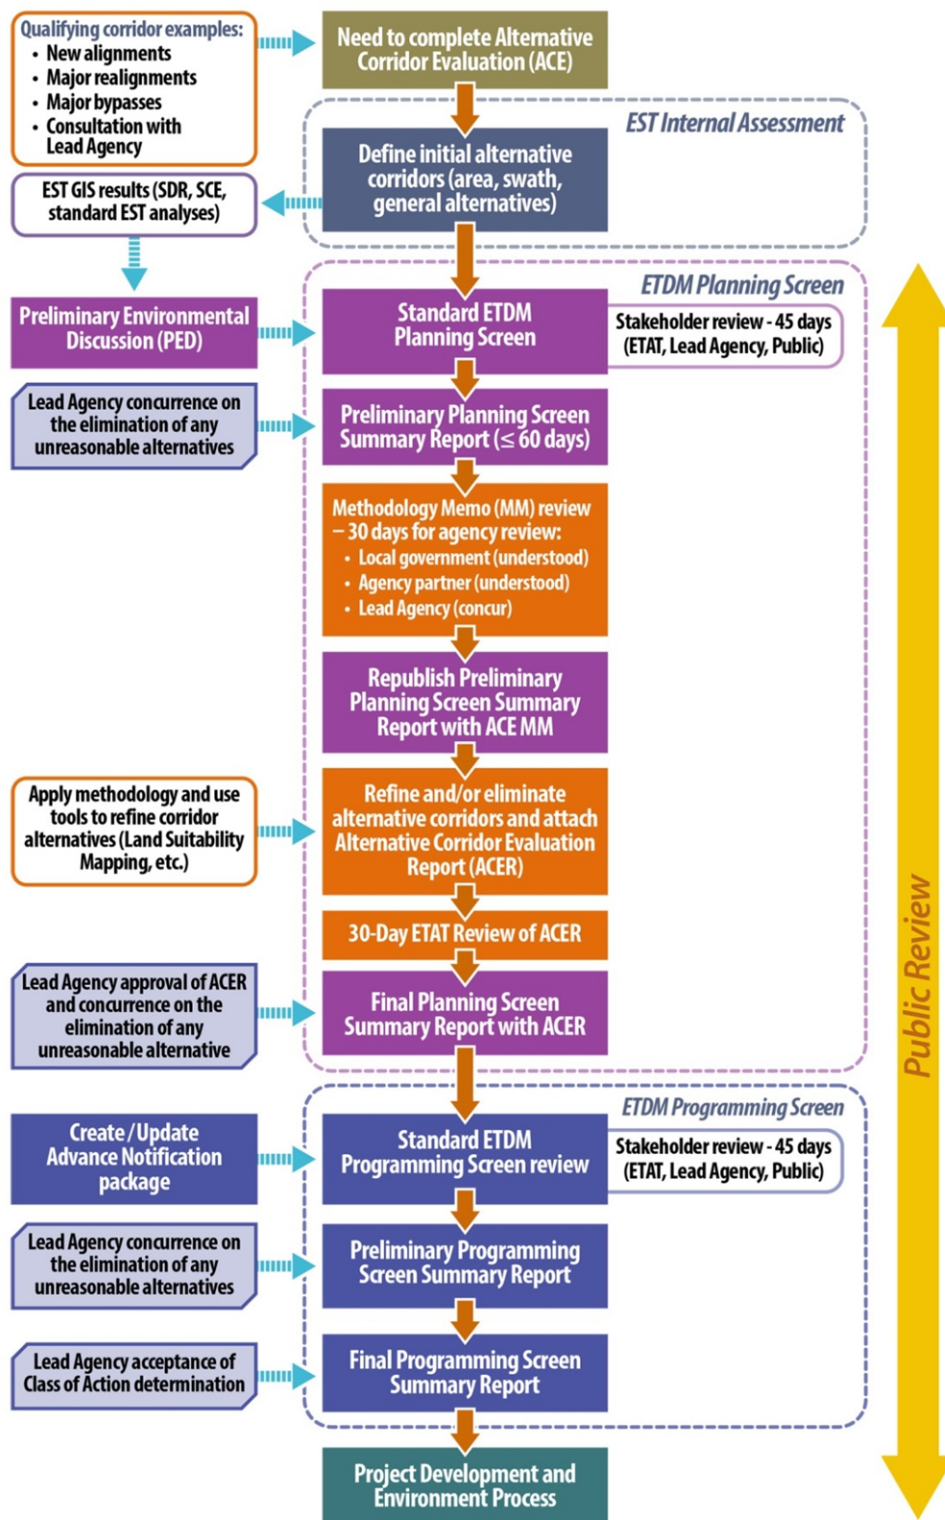 Qualifying corridor examples:
• New alignments
• Major realignments
• Major bypasses
• Consultation with
Lead Agency
Need to complete Alternative
Corridor Evaluation (ACE)
EST Internal Assessment
Define initial alternative
corridors (area, swath,
general alternatives)
EST GIS results (SDR, SCE,
standard EST analyses)
ETDM Planning Screen
Preliminary Environmental
Discussion (PED)
Standard ETDM
Planning Screen
Stakeholder review - 45 days
(ETAT, Lead Agency, Public)
Lead Agency concurrence on
the elimination of any
unreasonable alternatives
Preliminary Planning Screen
Summary Report (≤ 60 days)
Methodology Memo (MM) review
– 30 days for agency review:
• Local government (understood)
• Agency partner (understood)
• Lead Agency (concur)
Republish Preliminary
Planning Screen Summary
Report with ACE MM
Apply methodology and use
tools to refine corridor
alternatives (Land Suitability
Mapping, etc.)
Refine and/or eliminate
alternative corridors and attach
Alternative Corridor Evaluation
Report (ACER)
30-Day ETAT Review of ACER
Lead Agency approval of ACER
and concurrence on the
elimination of any
unreasonable alternative
Final Planning Screen
Summary Report with ACER
Public Review
ETDM Programming Screen
Create / Update
Advance Notification
package
Standard ETDM
Programming Screen review
Stakeholder review - 45 days
(ETAT, Lead Agency, Public)
Lead Agency concurrence on
the elimination of any
unreasonable alternatives
Preliminary Programming
Screen Summary Report
Lead Agency acceptance of
Class of Action determination
Final Programming Screen
Summary Report
Project Development and
Environment Process